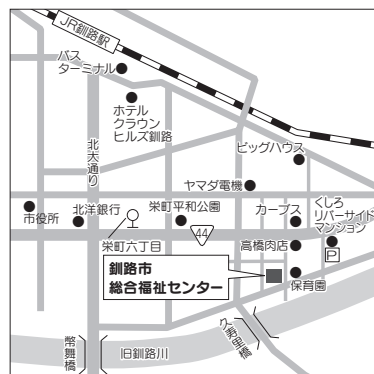 JR釧路駅
バス
ターミナル
ホテル
クラウン
ヒルズ釧路
北大通り
ビッグハウス
ヤマダ電機
市役所
北洋銀行
栄町平和公園
カーブス
くしろ
リバーサイド
マンション
栄町六丁目
44
高橋肉店
P
釧路市
総合福祉センター
保育園
幣舞橋
旧釧路川
久寿里橋